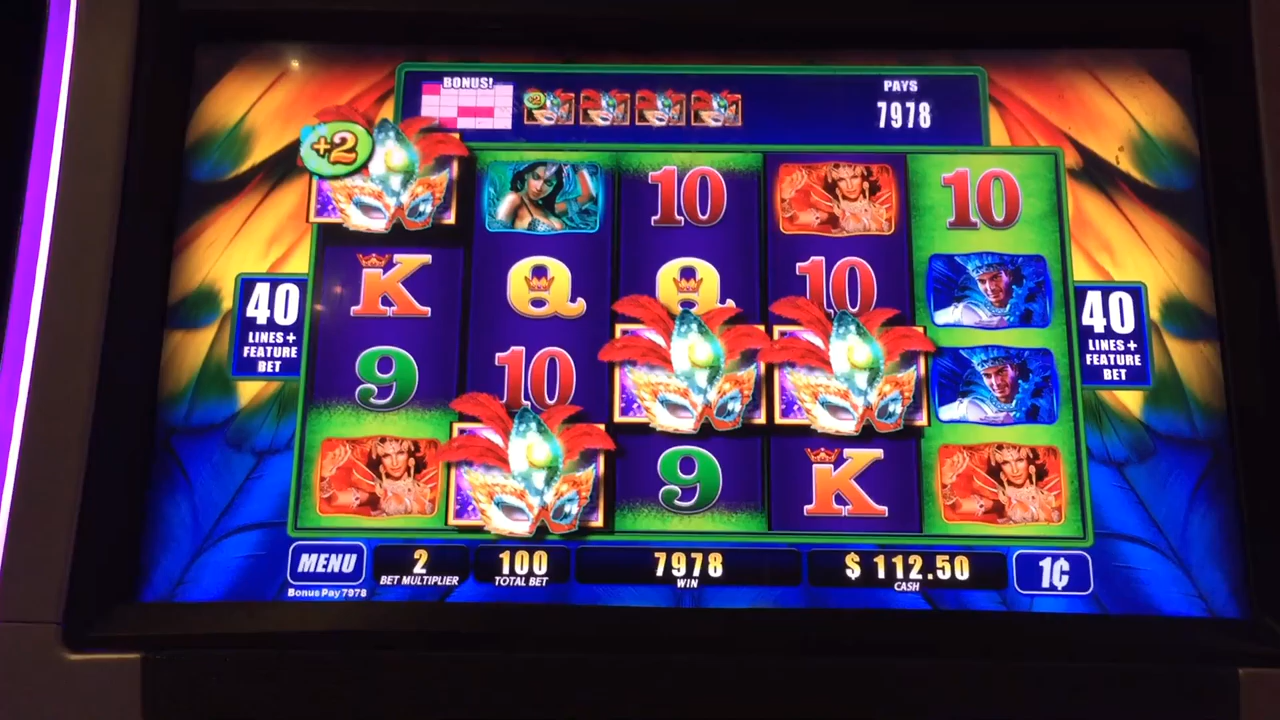 BONUS!
+2
PAYS
7978
+2
10
10
K
Q
Q
10
9
10
9
K
40
LINES +
FEATURE
BET
40
LINES +
FEATURE
BET
MENU
2
BET MULTIPLIER
100
TOTAL BET
7978
WIN
$ 112.50
CASH
1¢
Bonus Pay 7978